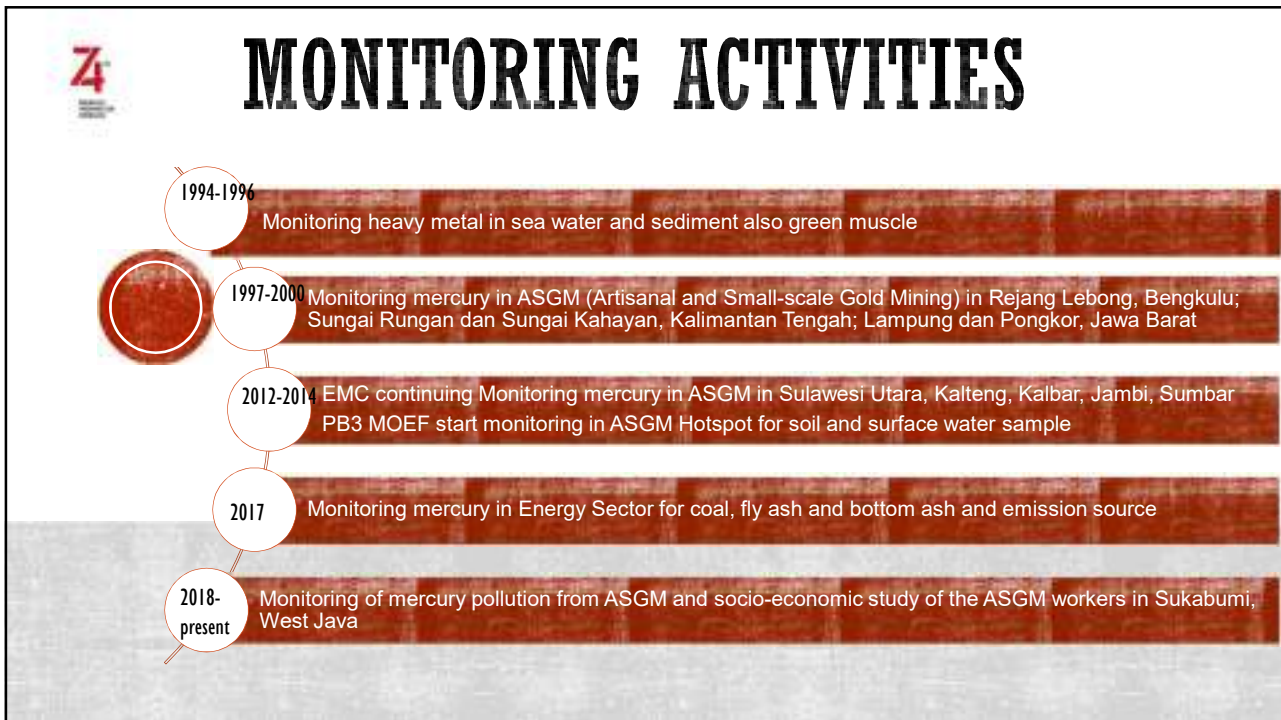 MONITORING ACTIVITIES
1994-1996
Monitoring heavy metal in sea water and sediment also green muscle
1997-2000
Monitoring mercury in ASGM (Artisanal and Small-scale Gold Mining) in Rejang Lebong, Bengkulu;
Sungai Rungan dan Sungai Kahayan, Kalimantan Tengah; Lampung dan Pongkor, Jawa Barat
2012-2014
EMC continuing Monitoring mercury in ASGM in Sulawesi Utara, Kalteng, Kalbar, Jambi, Sumbar
PB3 MOEF start monitoring in ASGM Hotspot for soil and surface water sample
2017
Monitoring mercury in Energy Sector for coal, fly ash and bottom ash and emission source
2018-
present
Monitoring of mercury pollution from ASGM and socio-economic study of the ASGM workers in Sukabumi,
West Java